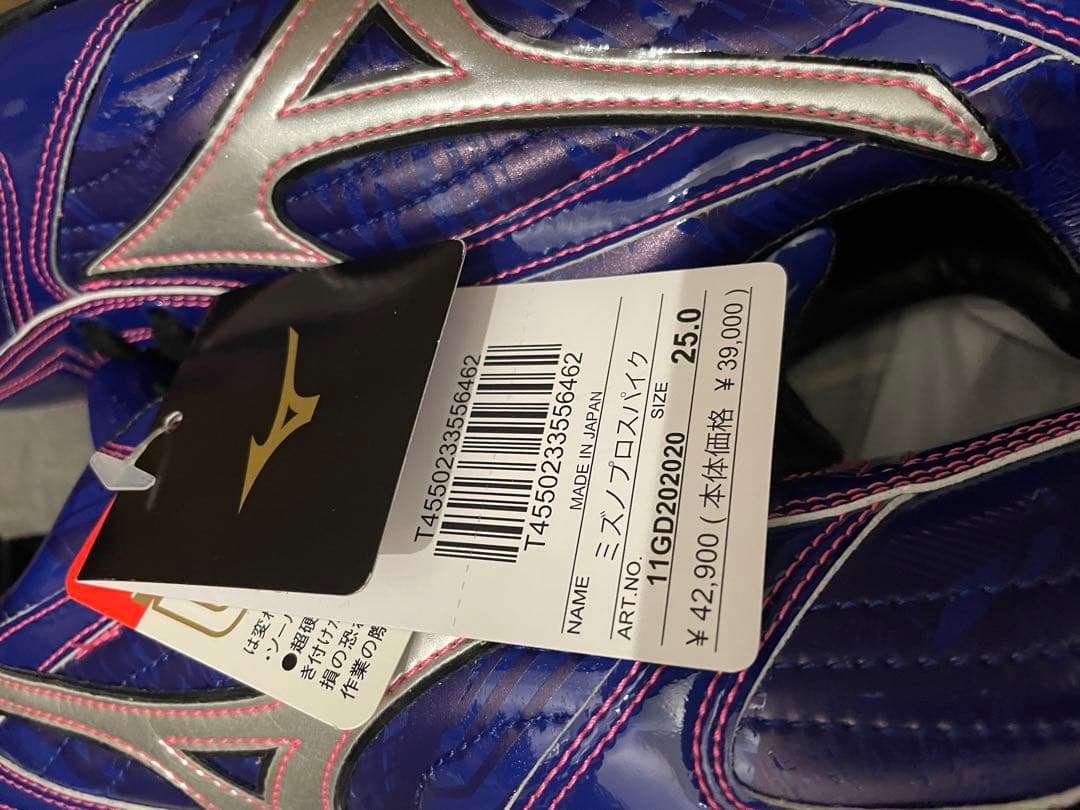 T4550233556462
T4550233556462
MADE IN JAPAN
NAME ミズノプロスパイク
ART.NO. SIZE
11GD202020 25.0
¥42,900 (本体価格 ¥39,000)
は変
・ソー
●超硬
き付け
損の恐
作業の際